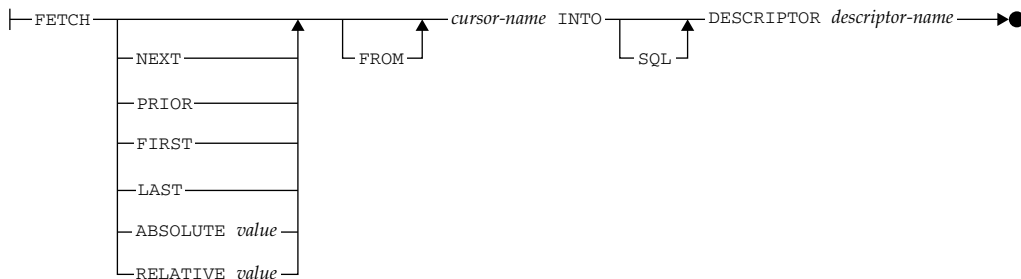 FETCH cursor-name INTO DESCRIPTOR descriptor-name
NEXT FROM SQL
PRIOR
FIRST
LAST
ABSOLUTE value
RELATIVE value